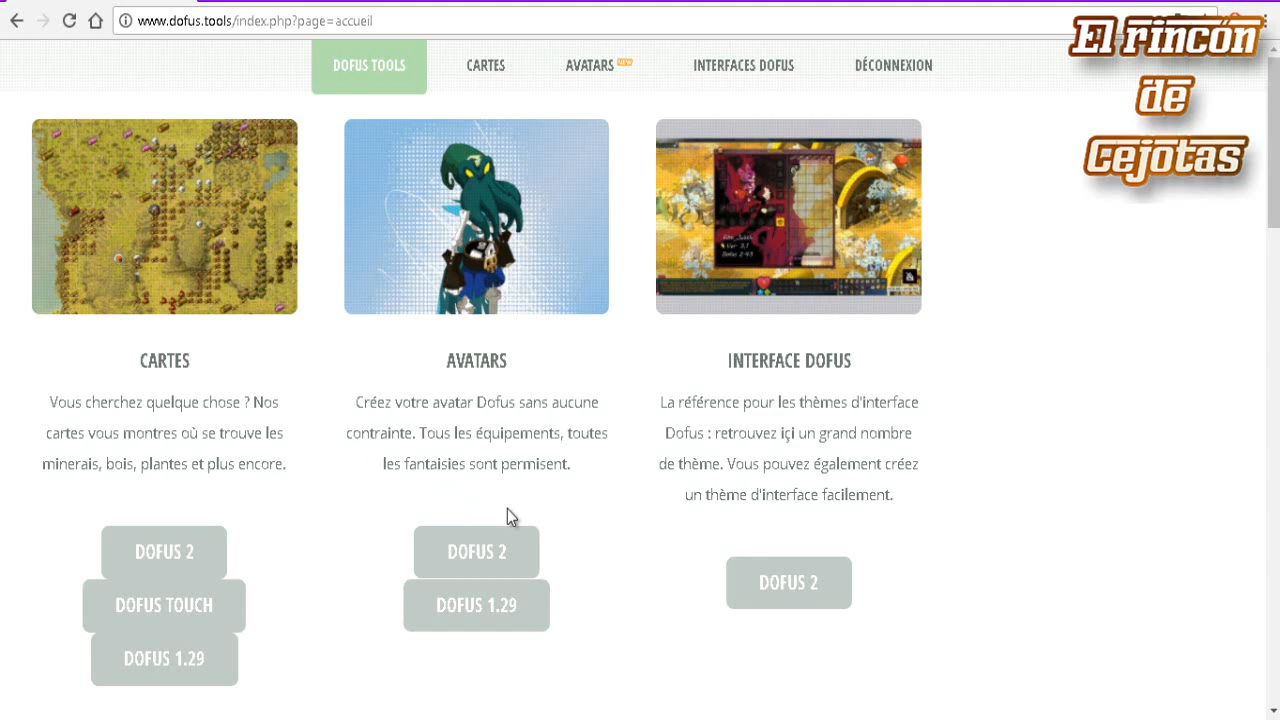 www.dofus.tools/index.php?page=accueil
El rincón
de
Cejotas
DOFUS TOOLS
CARTES
AVATARS NEW
INTERFACES DOFUS
DÉCONNEXION
CARTES
Vous cherchez quelque chose ? Nos
cartes vous montres où se trouve les
minerais, bois, plantes et plus encore.
DOFUS 2
DOFUS TOUCH
DOFUS 1.29
AVATARS
Créez votre avatar Dofus sans aucune
contrainte. Tous les équipements, toutes
les fantaisies sont permisent.
DOFUS 2
DOFUS 1.29
INTERFACE DOFUS
La référence pour les thèmes d'interface
Dofus : retrouvez içi un grand nombre
de thème. Vous pouvez également créez
un thème d'interface facilement.
DOFUS 2